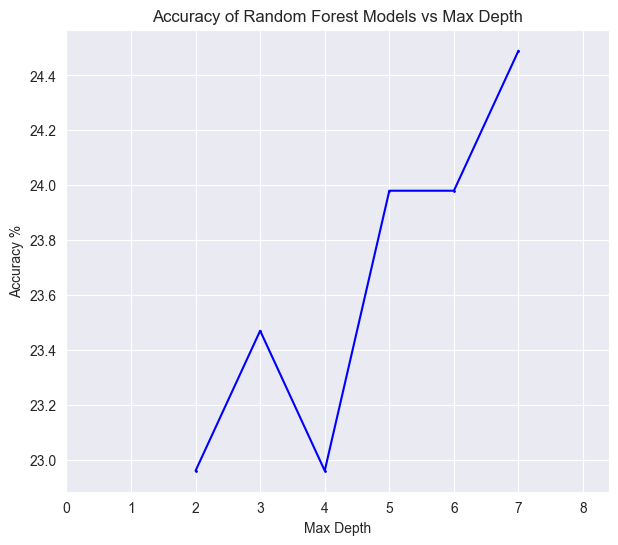 Accuracy of Random Forest Models vs Max Depth
24.4
24.2
24.0
23.8
23.6
23.4
23.2
23.0
Accuracy %
0 1 2 3 4 5 6 7 8
Max Depth